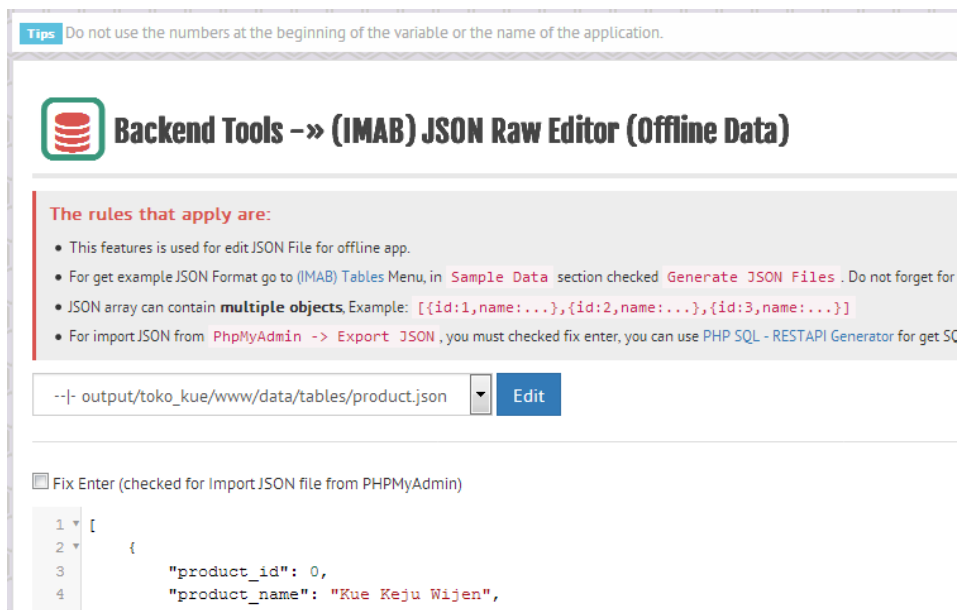 Tips Do not use the numbers at the beginning of the variable or the name of the application.
Backend Tools -» (IMAB) JSON Raw Editor (Offline Data)
The rules that apply are:
• This features is used for edit JSON File for offline app.
• For get example JSON Format go to (IMAB) Tables Menu, in Sample Data section checked Generate JSON Files . Do not forget for
• JSON array can contain multiple objects, Example: [{id:1,name:...},{id:2,name:...},{id:3,name:...}]
• For import JSON from PhpMyAdmin -> Export JSON , you must checked fix enter, you can use PHP SQL - RESTAPI Generator for get SQ
--|- output/toko_kue/www/data/tables/product.json Edit
Fix Enter (checked for Import JSON file from PHPMyAdmin)
1 [
2 {
3 "product_id": 0,
4 "product_name": "Kue Keju Wijen",